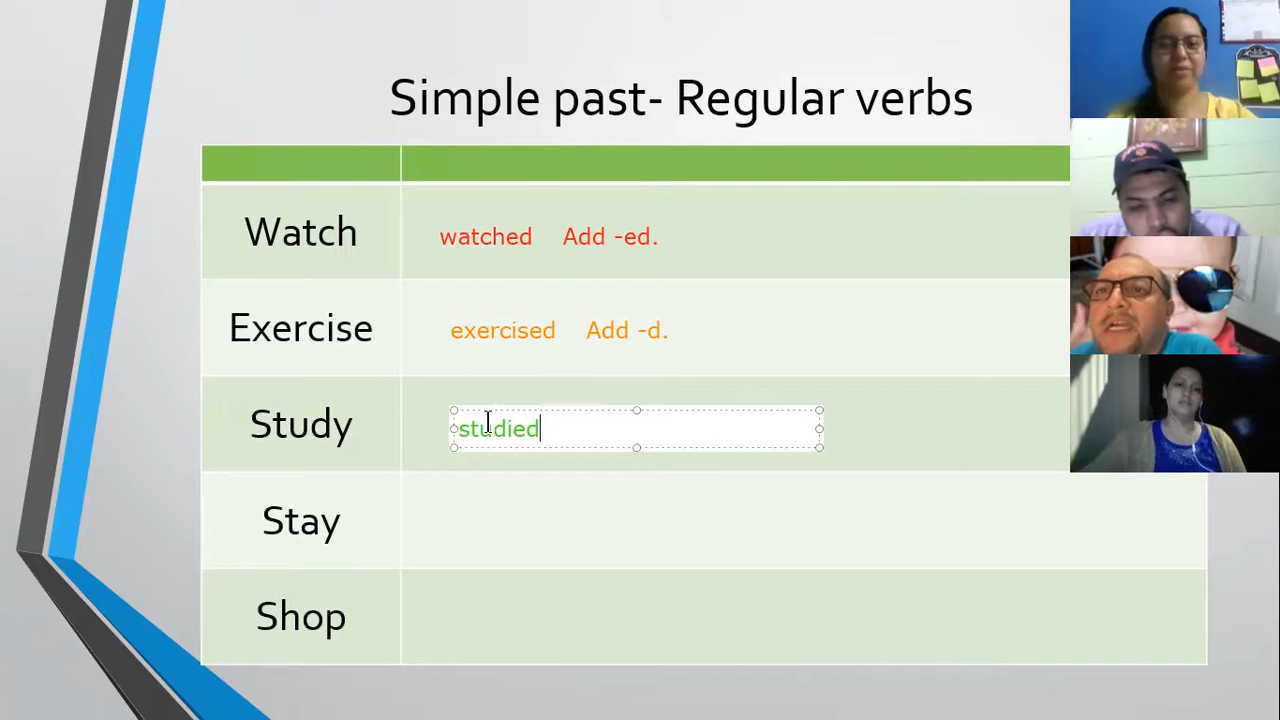 Simple past- Regular verbs
Watch
watched Add -ed.
Exercise
exercised Add -d.
Study
studied
Stay
Shop